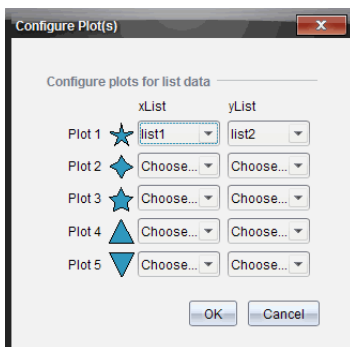 Configure Plot(s)
Configure plots for list data
xList yList
Plot 1 list1 list2
Plot 2 Choose... Choose...
Plot 3 Choose... Choose...
Plot 4 Choose... Choose...
Plot 5 Choose... Choose...
OK Cancel